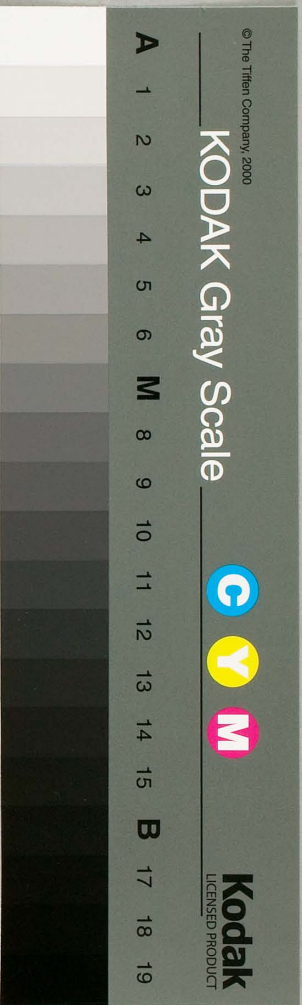 © The Tiffen Company, 2000
KODAK Gray Scale
C Y M
Kodak
LICENSED PRODUCT
A 1 2 3 4 5 6 M 8 9 10 11 12 13 14 15 B 17 18 19